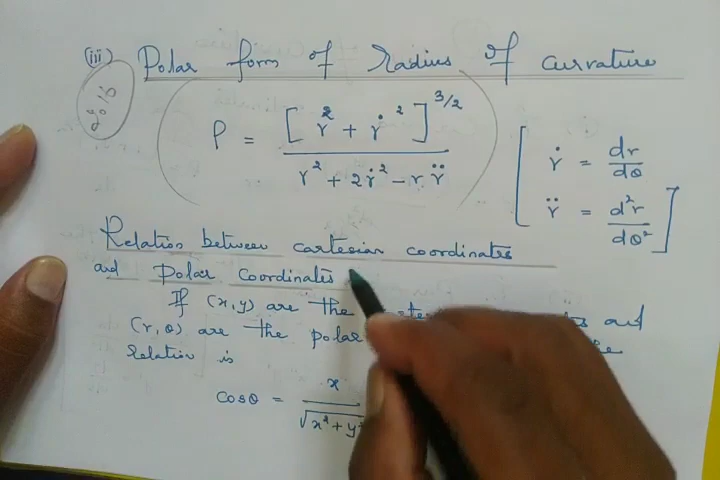 (iii) Polar form of Radius of curvature
ρ = [r² + ṙ²]^3/2 / r² + 2ṙ² - r r̈
[ṙ = dr/dθ
r̈ = d²r/dθ²]
Relation between cartesian coordinates
and polar coordinates
If (x,y) are the and
(r,θ) are the polar
relation is
cosθ = x / √x² + y²